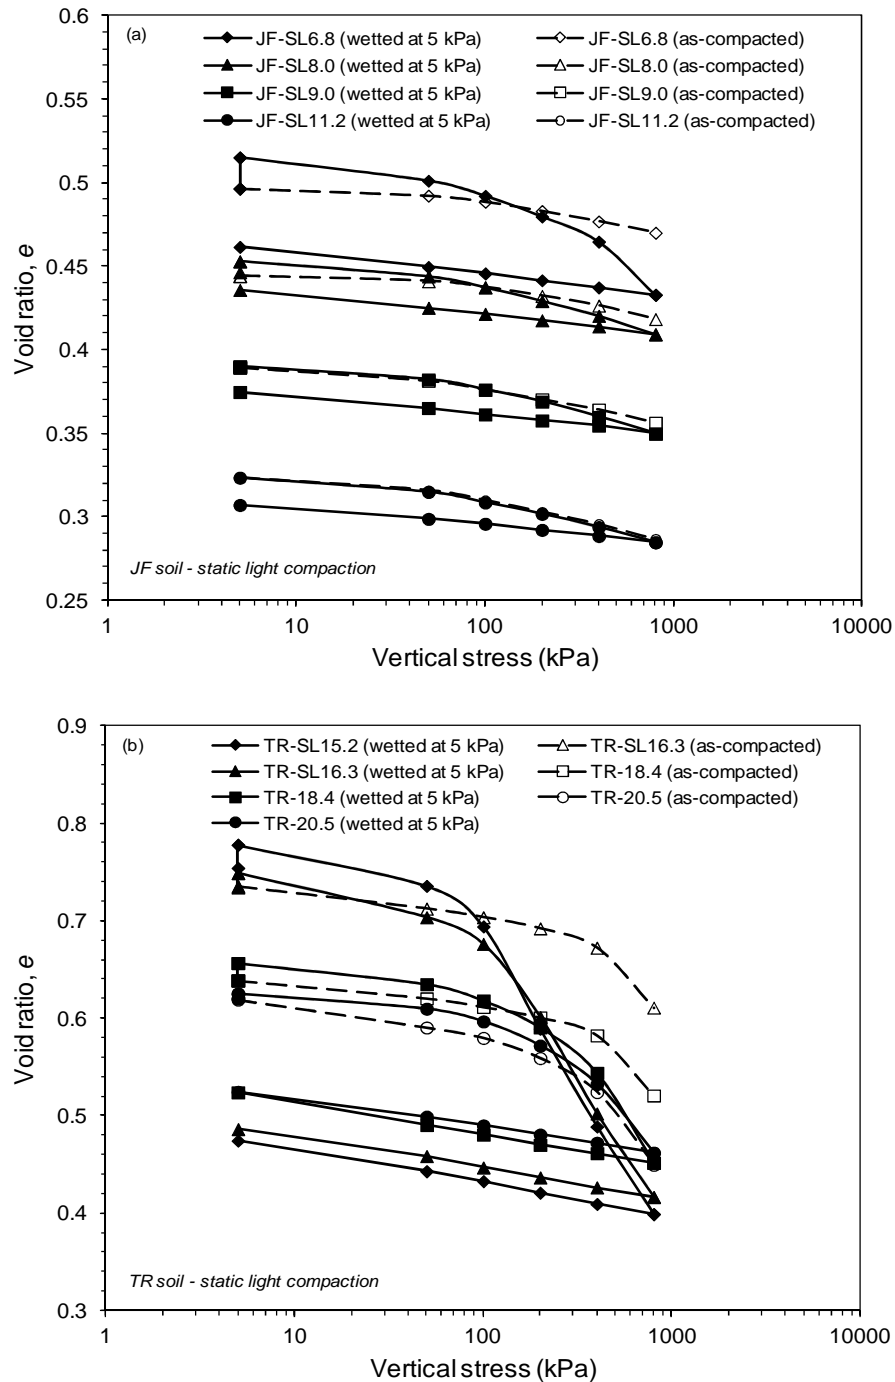 0.6
(a)
JF-SL6.8 (wetted at 5 kPa) JF-SL6.8 (as-compacted)
JF-SL8.0 (wetted at 5 kPa) JF-SL8.0 (as-compacted)
JF-SL9.0 (wetted at 5 kPa) JF-SL9.0 (as-compacted)
JF-SL11.2 (wetted at 5 kPa) JF-SL11.2 (as-compacted)
0.55
0.5
0.45
0.4
0.35
0.3
0.25
Void ratio, e
JF soil - static light compaction
1 10 100 1000 10000
Vertical stress (kPa)
0.9
(b)
TR-SL15.2 (wetted at 5 kPa) TR-SL16.3 (as-compacted)
TR-SL16.3 (wetted at 5 kPa) TR-18.4 (as-compacted)
TR-18.4 (wetted at 5 kPa) TR-20.5 (as-compacted)
TR-20.5 (wetted at 5 kPa)
0.8
0.7
0.6
0.5
0.4
0.3
Void ratio, e
TR soil - static light compaction
1 10 100 1000 10000
Vertical stress (kPa)